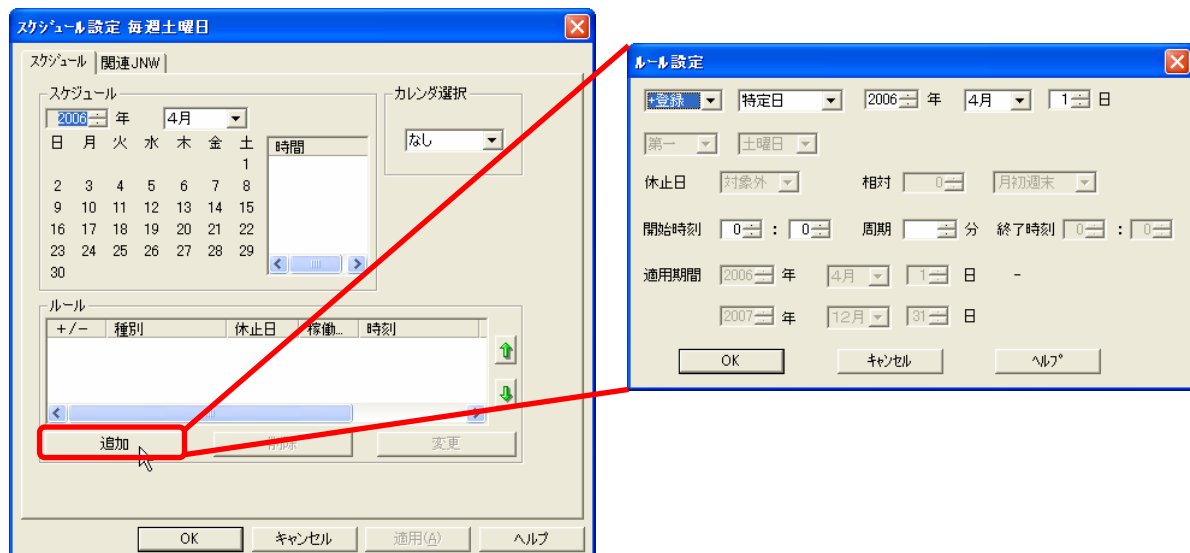 スケジュール設定 毎週土曜日
スケジュール 関連JNW
スケジュール
2006 年 4月
日 月 火 水 木 金 土
1
2 3 4 5 6 7 8
9 10 11 12 13 14 15
16 17 18 19 20 21 22
23 24 25 26 27 28 29
30
時間
カレンダ選択
なし
ルール
+/- 種別 休止日 稼働... 時刻
追加 削除 変更
OK キャンセル 適用(A) ヘルプ
ルール設定
+登録 特定日 2006 年 4月 1 日
第一 土曜日
休止日 対象外 相対 0 月初週末
開始時刻 0 : 0 周期 分 終了時刻 0 : 0
適用期間 2006 年 4月 1 日 -
2007 年 12月 31 日
OK キャンセル ヘルプ